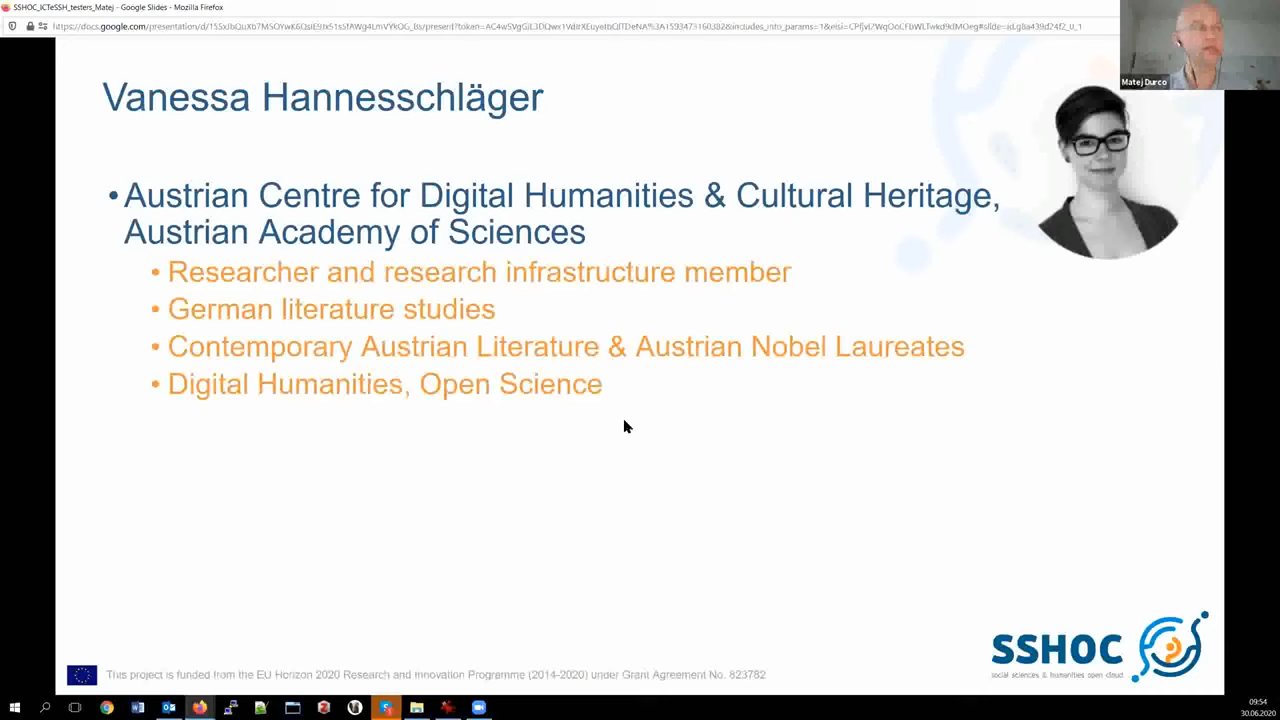 SSHOC_ICTeSSH_testers_Matej - Google Slides - Mozilla Firefox
Matej Durco
Vanessa Hannesschläger
•Austrian Centre for Digital Humanities & Cultural Heritage,
Austrian Academy of Sciences
• Researcher and research infrastructure member
• German literature studies
• Contemporary Austrian Literature & Austrian Nobel Laureates
• Digital Humanities, Open Science
SSHOC
social sciences & humanities open cloud
This project is funded from the EU Horizon 2020 Research and Innovation Programme (2014-2020) under Grant Agreement No. 823782
09:54
30.06.2020